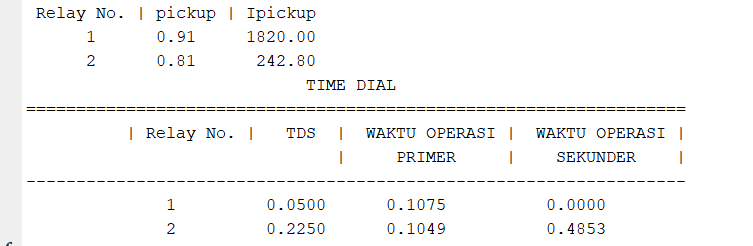 Relay No. | pickup | Ipickup
1 0.91 1820.00
2 0.81 242.80
TIME DIAL
==================================================================
| Relay No. | TDS | WAKTU OPERASI | WAKTU OPERASI |
| PRIMER | SEKUNDER |
------------------------------------------------------------------
1 0.0500 0.1075 0.0000
2 0.2250 0.1049 0.4853